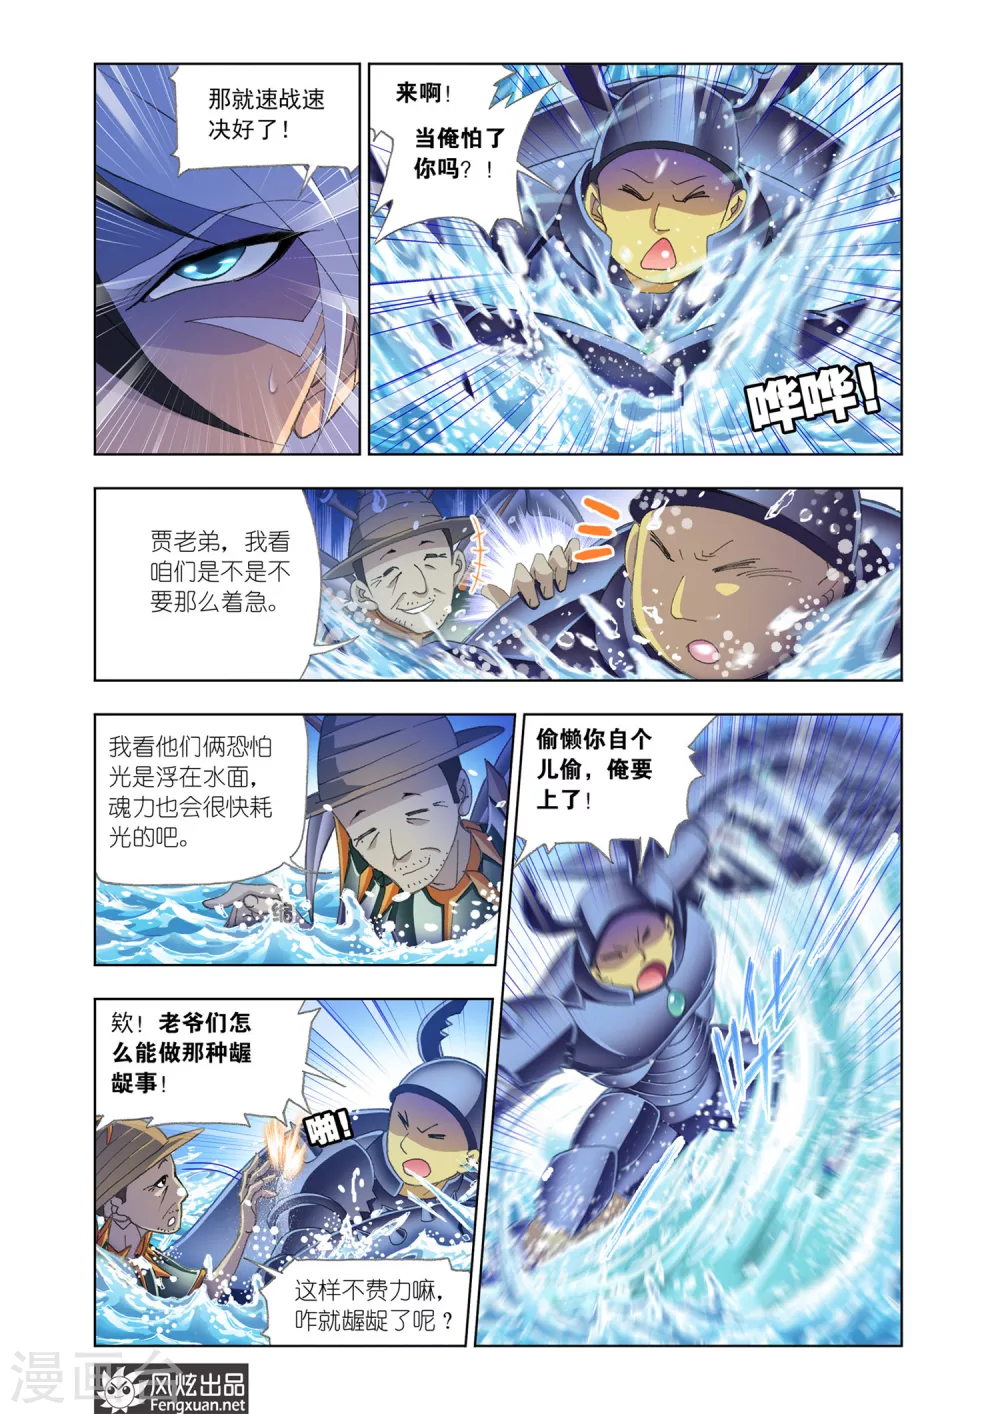 那就速战速
决好了！
来啊！
当俺怕了
你吗？！
哗哗！
贾老弟，我看
咱们是不是不
要那么着急。
我看他们俩恐怕
光是浮在水面，
魂力也会很快耗
光的吧。
缩
偷懒你自个
儿偷，俺要
上了！
欸！老爷们怎
么能做那种龌
龊事！
啪！
这样不费力嘛，
咋就龌龊了呢？
漫画台
风炫出品
Fengxuan.net